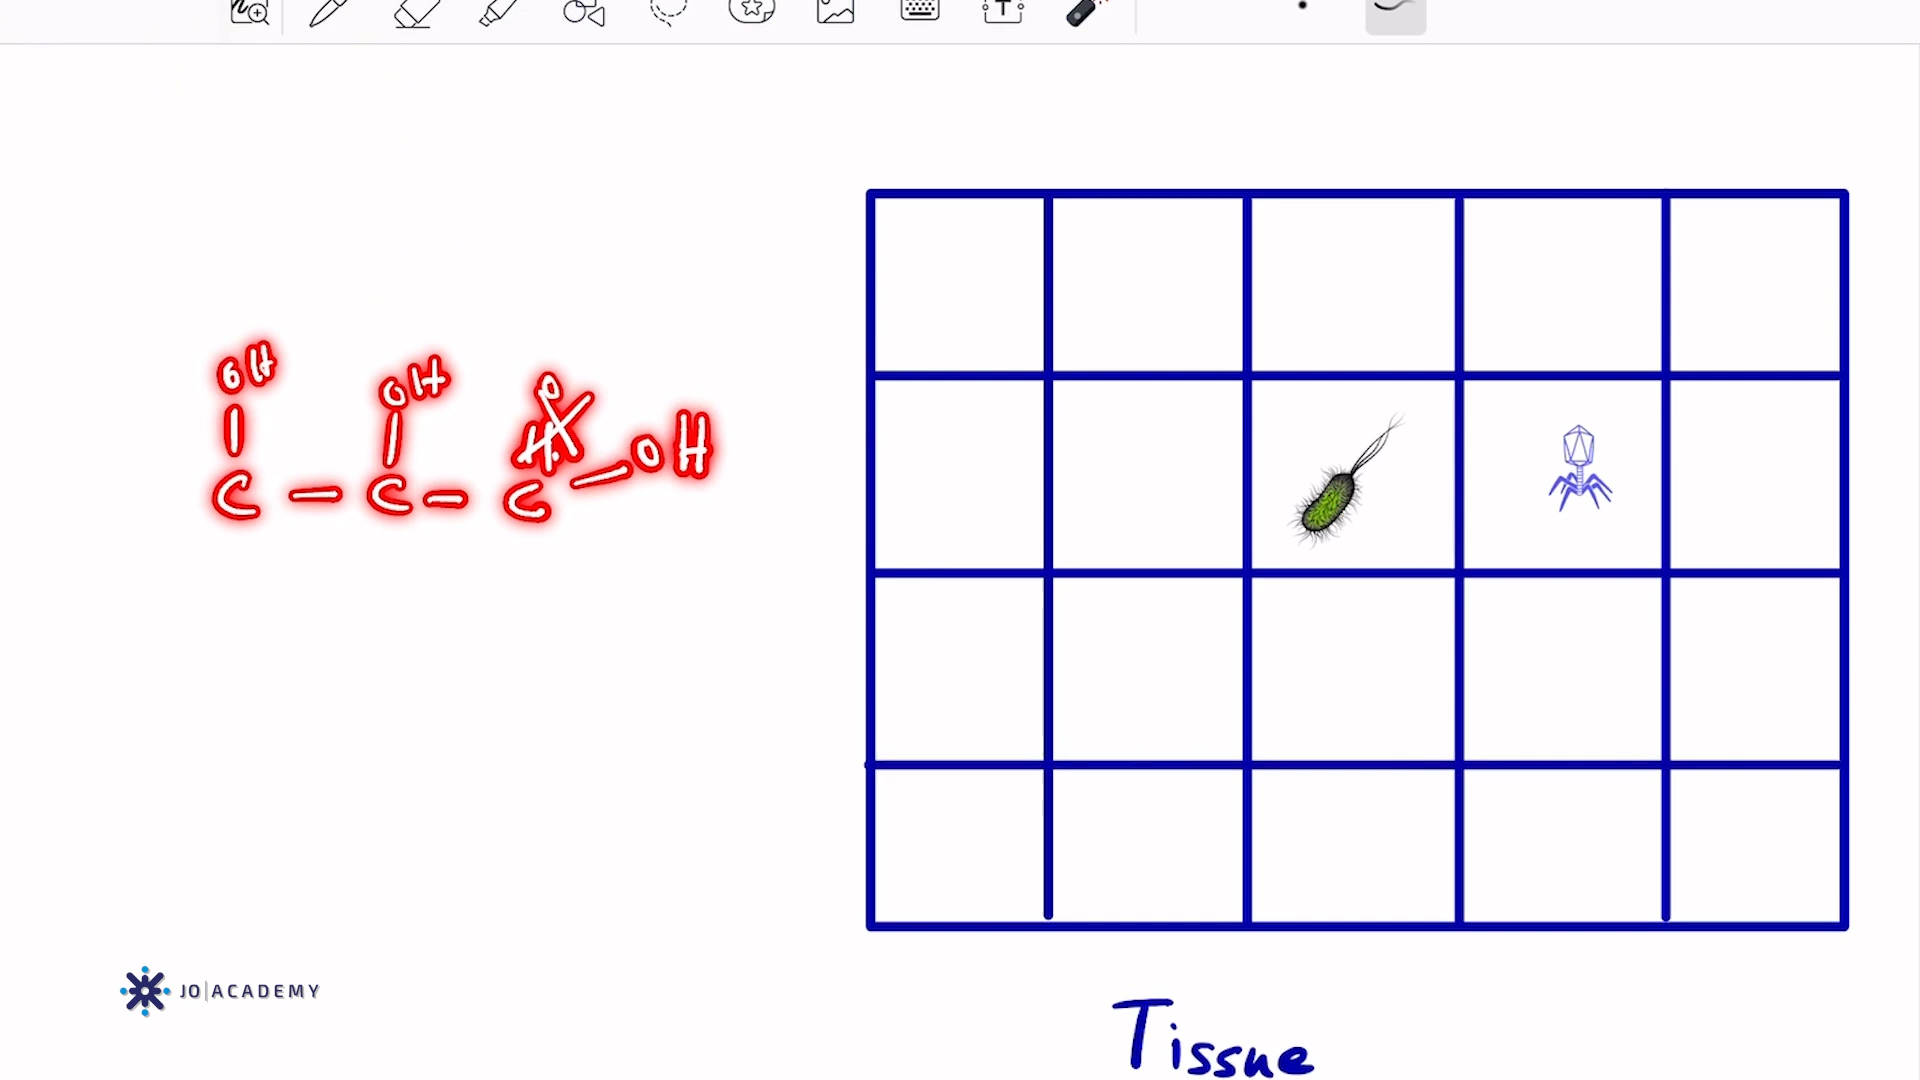 OH
OH
O
H
OH
C – C – C
JO|ACADEMY
Tissue